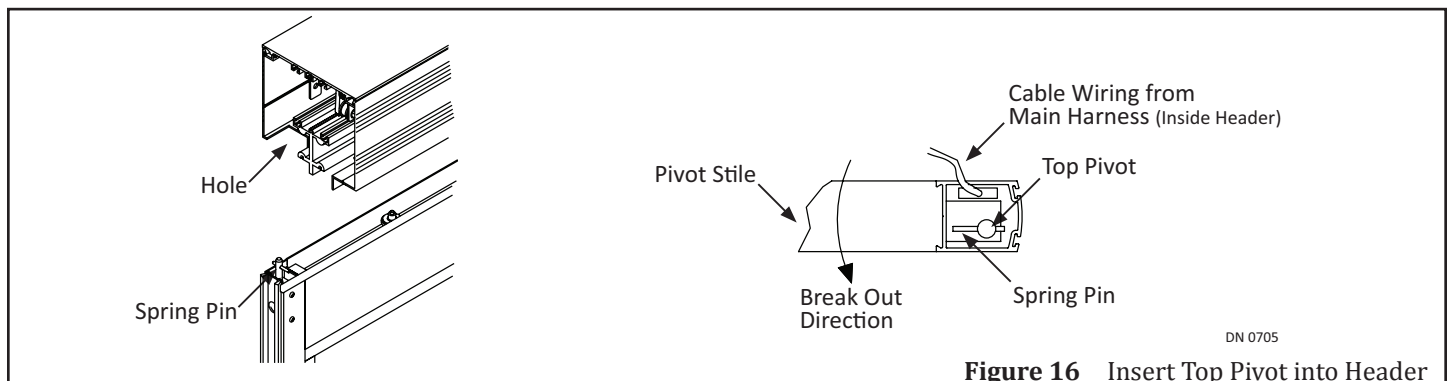 Hole
Spring Pin
Cable Wiring from
Main Harness (Inside Header)
Pivot Stile
Top Pivot
Break Out
Direction
Spring Pin
DN 0705
Figure 16 Insert Top Pivot into Header